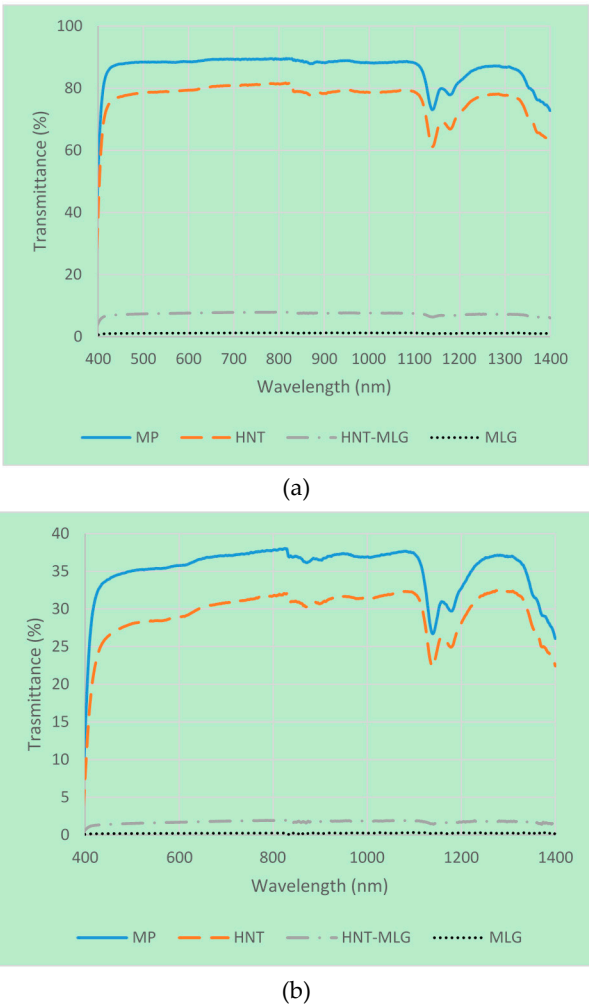 100
80
60
40
20
0
Transmittance (%)
400 500 600 700 800 900 1000 1100 1200 1300 1400
Wavelength (nm)
MP HNT HNT-MLG MLG
(a)
40
35
30
25
20
15
10
5
0
Trasmittance (%)
400 600 800 1000 1200 1400
Wavelength (nm)
MP HNT HNT-MLG MLG
(b)